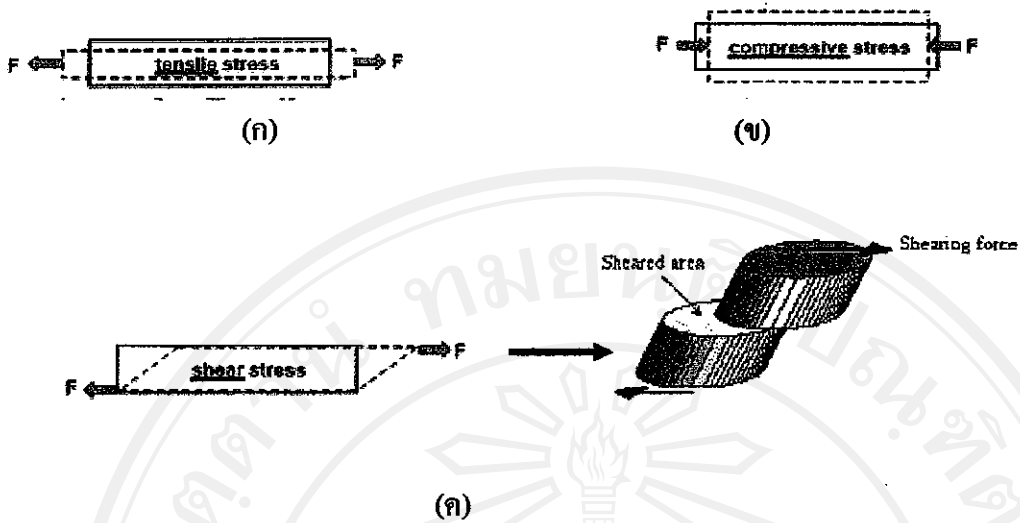 F tensile stress F
F compressive stress F
(ก) (ข)
Shearing force
Sheared area
F
shear stress
F
(ค)